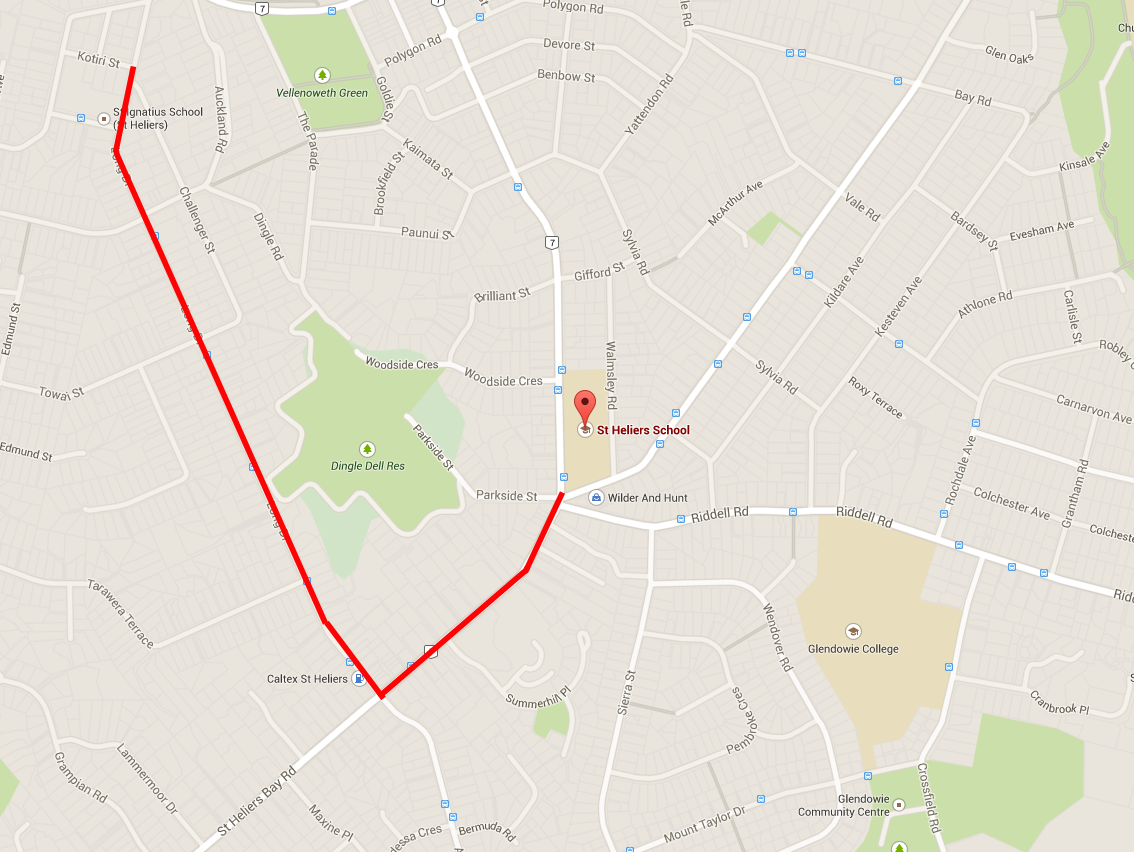 7
7
Polygon Rd
Polygon Rd
Kotiri St
Devore St
Benbow St
Glen Oaks
Bay Rd
Vellenoweth Green
Goldie St
Yattendon Rd
St Ignatius School
(St Heliers)
Auckland Rd
The Parade
Kaimata St
Brookfield St
Kinsale Ave
Long Dr
Challenger St
McArthur Ave
Vale Rd
Dingle Rd
Paunui St
7
Sylvia Rd
Bardsey St
Evesham Ave
Gifford St
Brilliant St
Kildare Ave
Kesteven Ave
Athlone Rd
Carlisle St
Edmund St
Long Dr
Walmsley Rd
Woodside Cres
Woodside Cres
Sylvia Rd
Roxy Terrace
Towai St
Carnarvon Ave
St Heliers School
Parkside St
Edmund St
Dingle Dell Res
Rochdale Ave
Grantham Rd
Parkside St
Wilder And Hunt
Colchester Ave
Long Dr
Riddell Rd
Riddell Rd
Tarawera Terrace
Wendover Rd
Glendowie College
Caltex St Heliers
Summerhill Pl
Sierra St
Pembroke Cres
Cranbrook Pl
Lammermoor Dr
Grampian Rd
St Heliers Bay Rd
Maxine Pl
Bermuda Rd
Mount Taylor Dr
Glendowie
Community Centre
Crossfield Rd